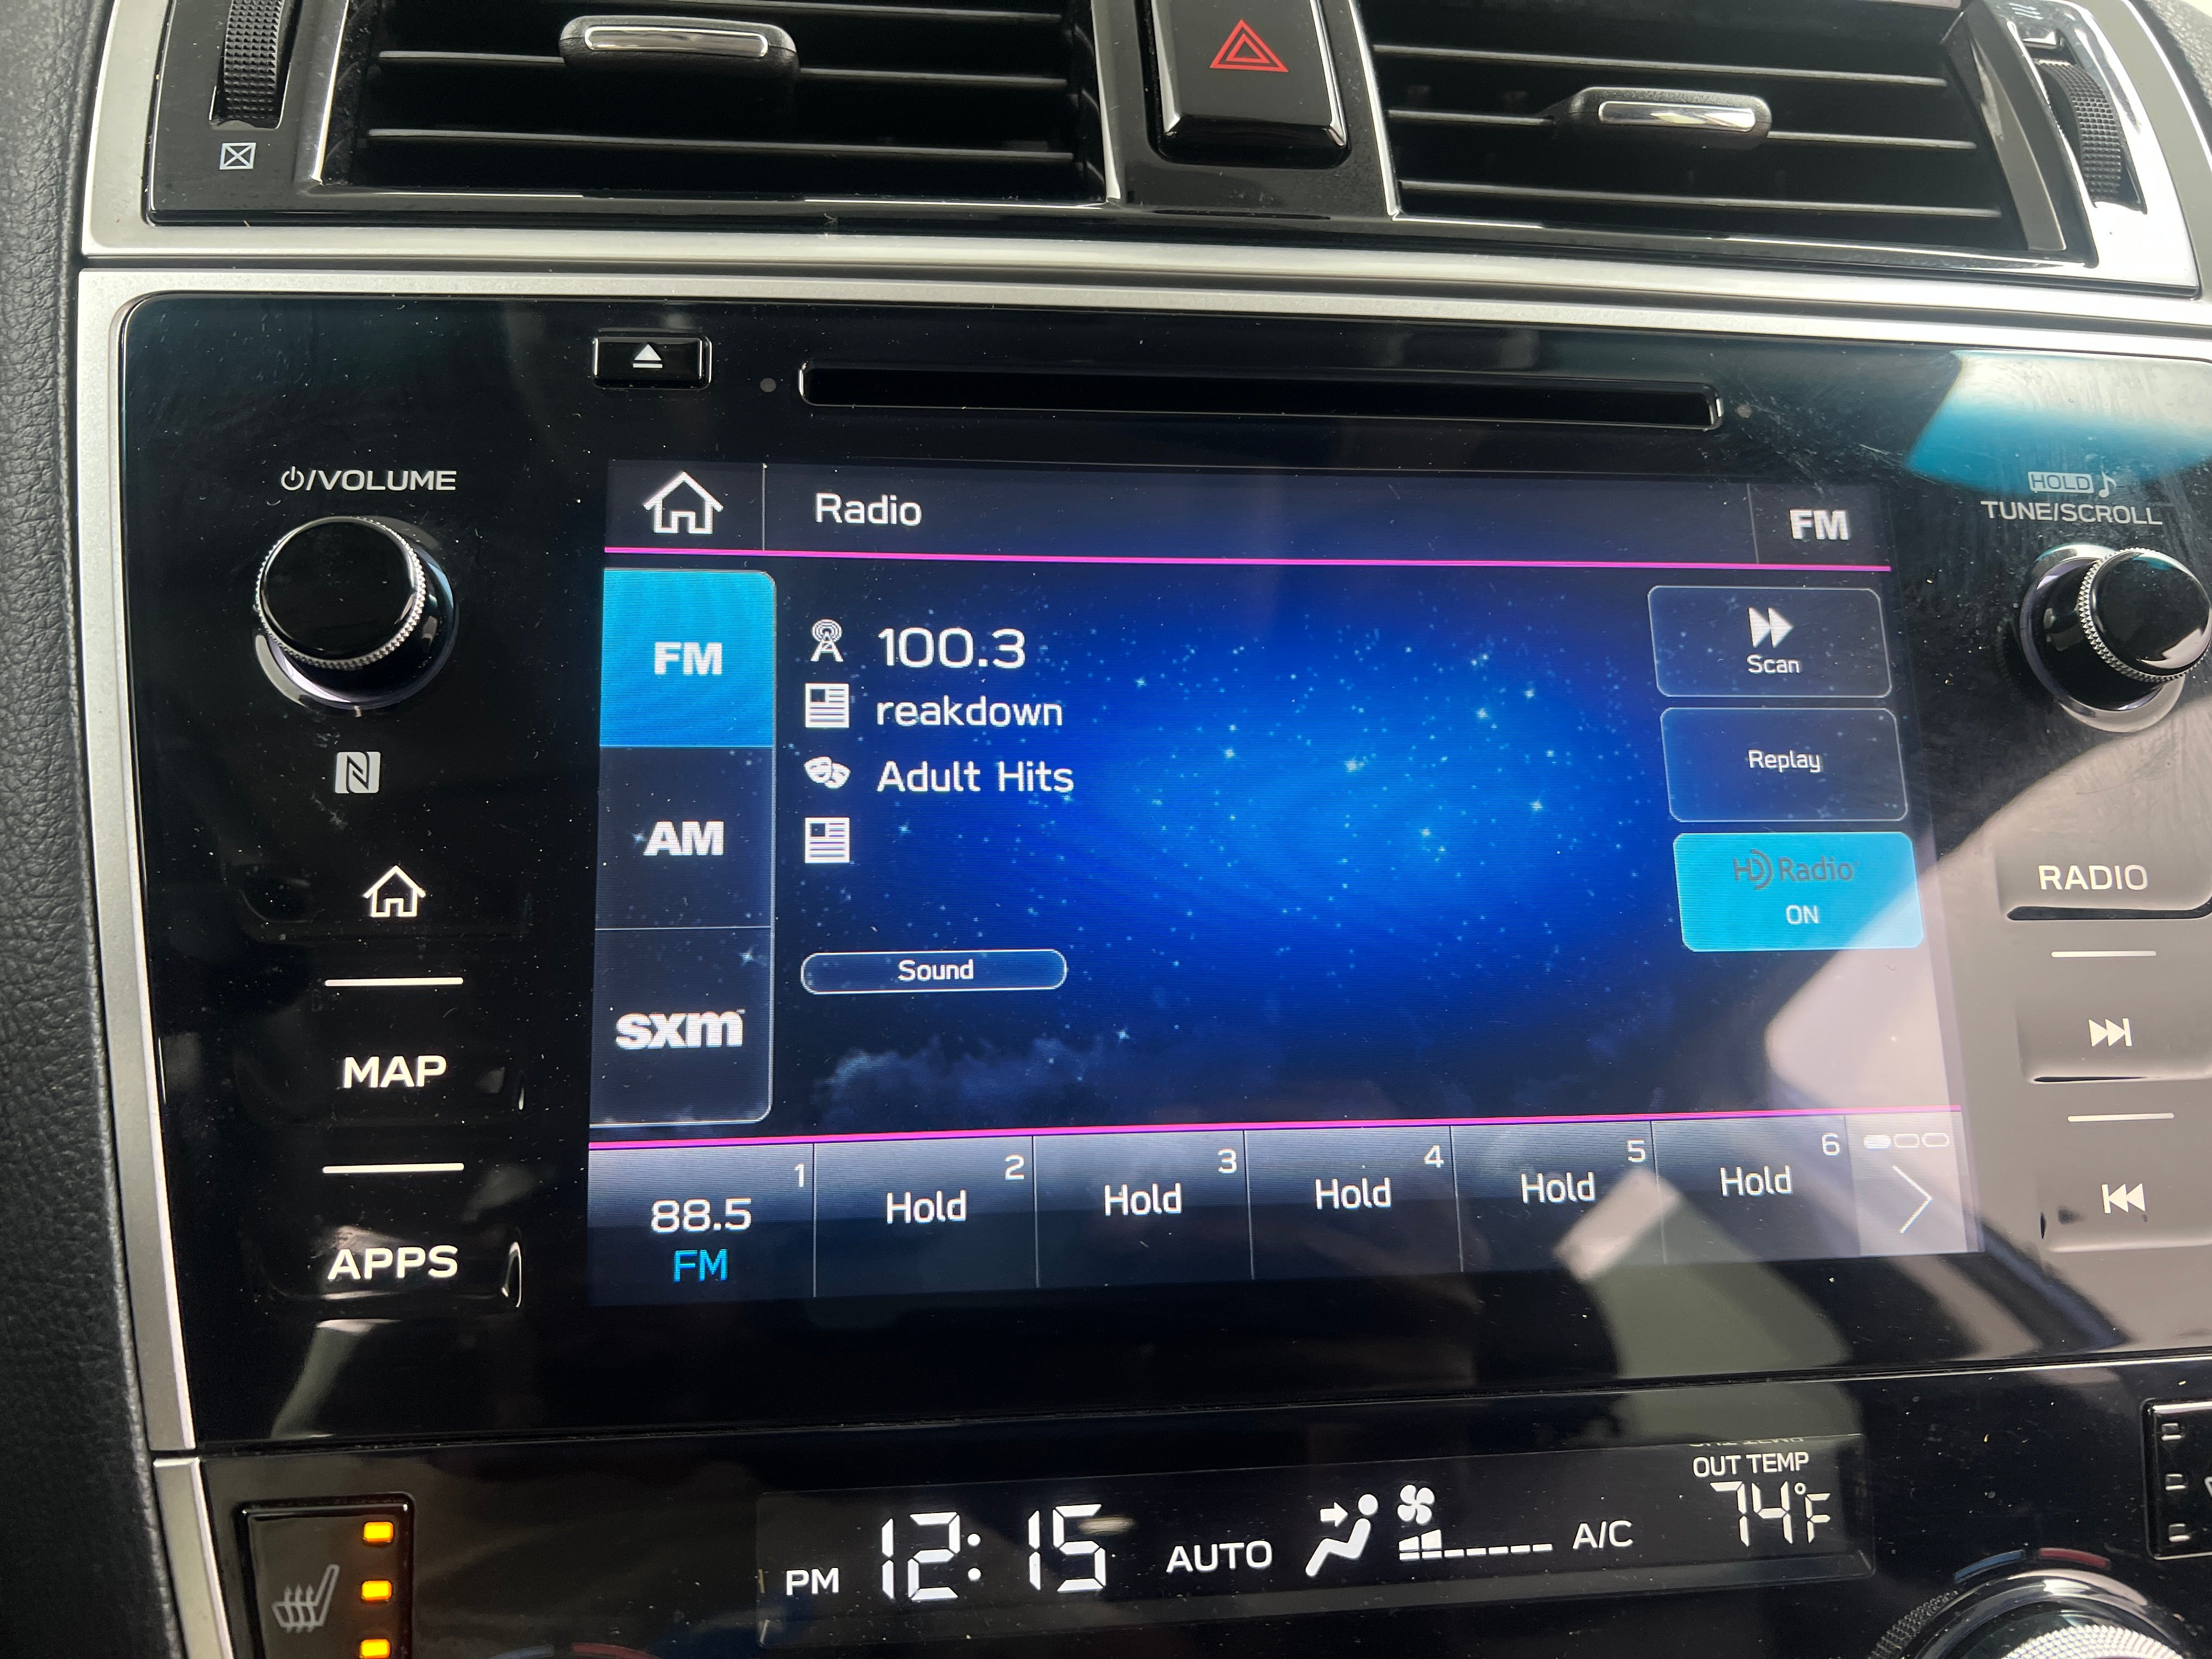 ⏻/VOLUME
HOLD ♪
TUNE/SCROLL
Radio
FM
FM
100.3
Scan
reakdown
Replay
Adult Hits
AM
HD Radio
ON
RADIO
Sound
sxm
MAP
1
88.5
FM
2
Hold
3
Hold
4
Hold
5
Hold
6
Hold
APPS
OUT TEMP
74°F
PM 12:15 AUTO A/C